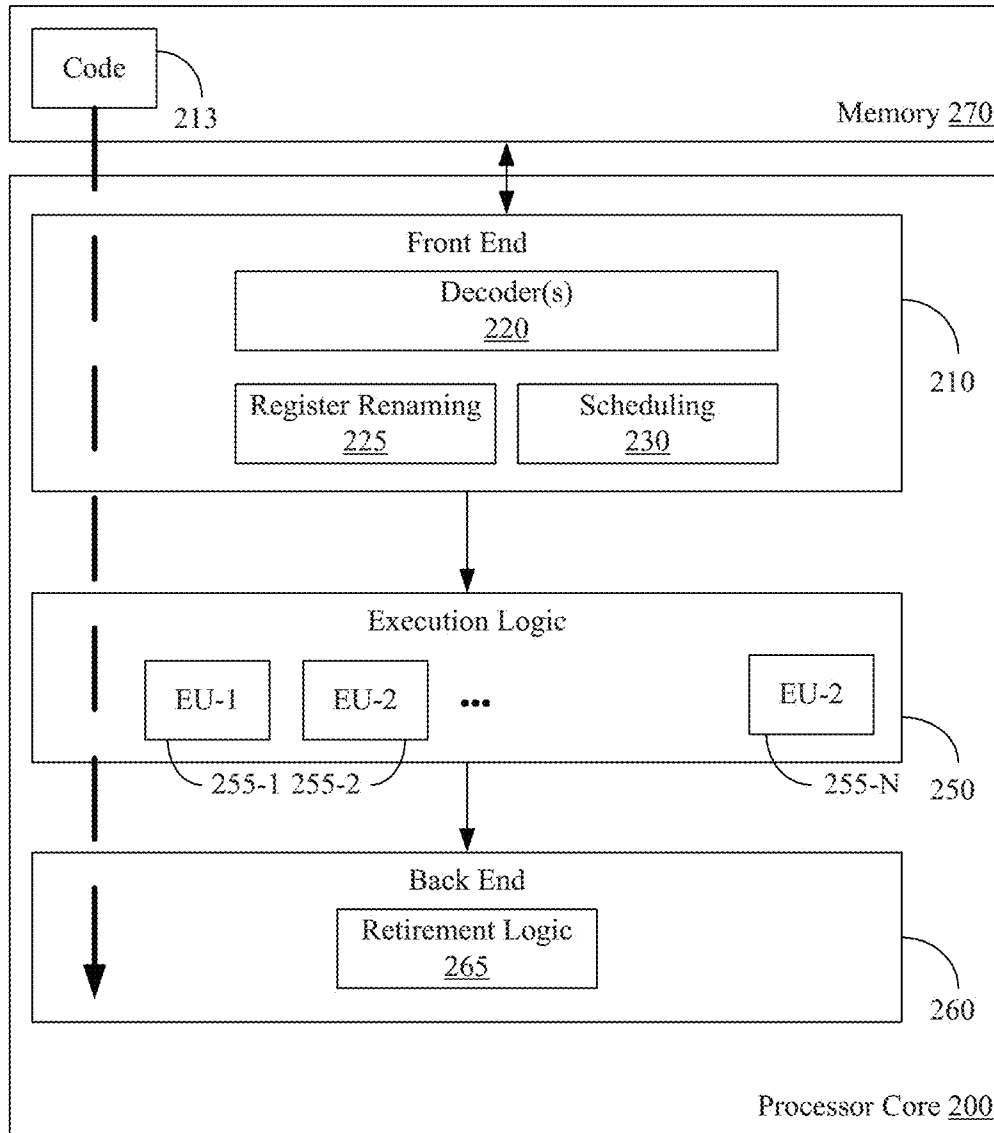 Code
213
Memory 270
Front End
Decoder(s)
220
210
Register Renaming
225
Scheduling
230
Execution Logic
EU-1
EU-2
...
EU-2
255-1
255-2
255-N
250
Back End
Retirement Logic
265
260
Processor Core 200